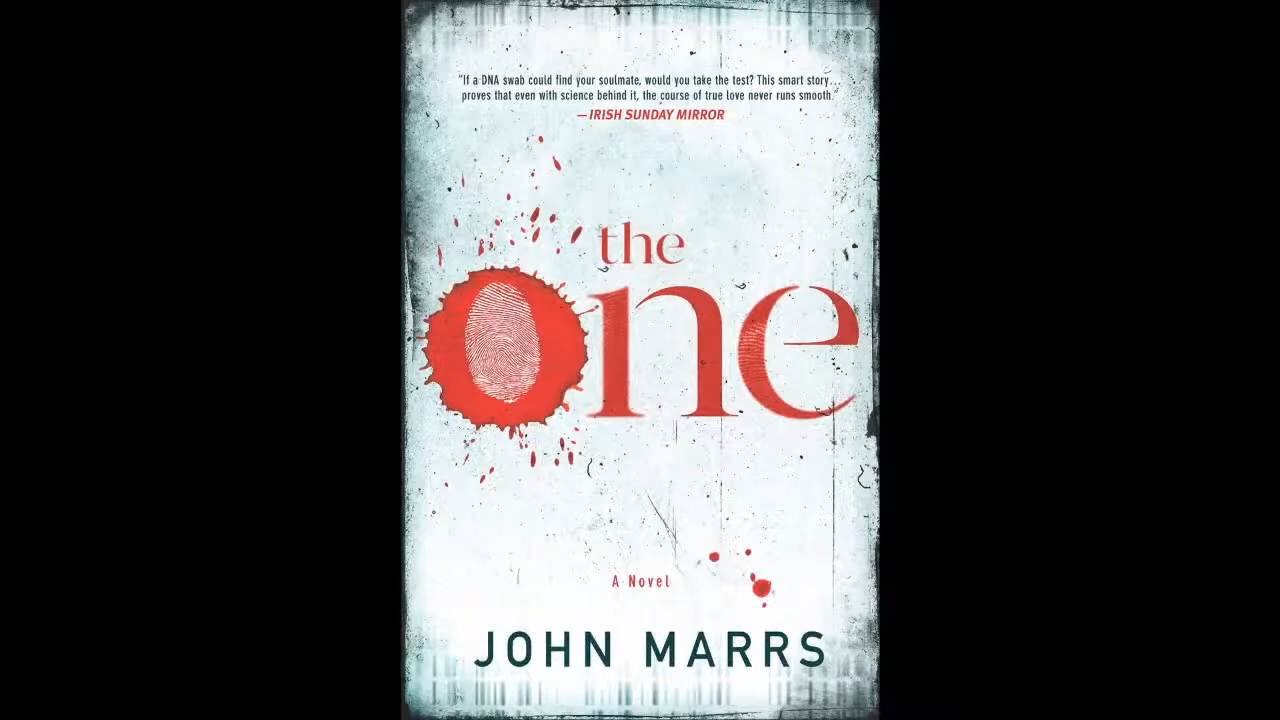 "If a DNA swab could find your soulmate, would you take the test? This smart story...
proves that even with science behind it, the course of true love never runs smooth."
—IRISH SUNDAY MIRROR
the
one
A Novel
JOHN MARRS